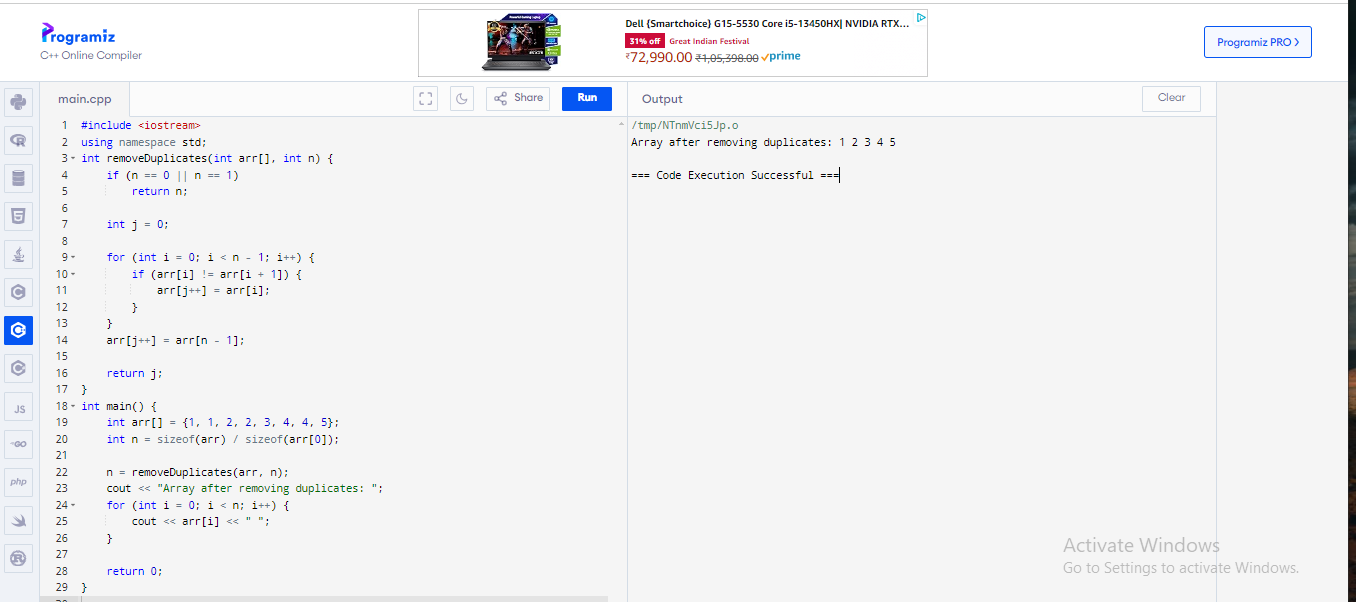 Programiz
C++ Online Compiler
Dell {Smartchoice} G15-5530 Core i5-13450HX| NVIDIA RTX...
31% off Great Indian Festival
₹72,990.00 ₹1,05,398.00 prime
Programiz PRO >
main.cpp
Share
Run
Output
Clear
1 #include <iostream>
2 using namespace std;
3 int removeDuplicates(int arr[], int n) {
4 if (n == 0 || n == 1)
5 return n;
6
7 int j = 0;
8
9 for (int i = 0; i < n - 1; i++) {
10 if (arr[i] != arr[i + 1]) {
11 arr[j++] = arr[i];
12 }
13 }
14 arr[j++] = arr[n - 1];
15
16 return j;
17 }
18 int main() {
19 int arr[] = {1, 1, 2, 2, 3, 4, 4, 5};
20 int n = sizeof(arr) / sizeof(arr[0]);
21
22 n = removeDuplicates(arr, n);
23 cout << "Array after removing duplicates: ";
24 for (int i = 0; i < n; i++) {
25 cout << arr[i] << " ";
26 }
27
28 return 0;
29 }
/tmp/NTnmVci5Jp.o
Array after removing duplicates: 1 2 3 4 5
=== Code Execution Successful ===
R
5
C
C
C
JS
GO
php
R
Activate Windows
Go to Settings to activate Windows.